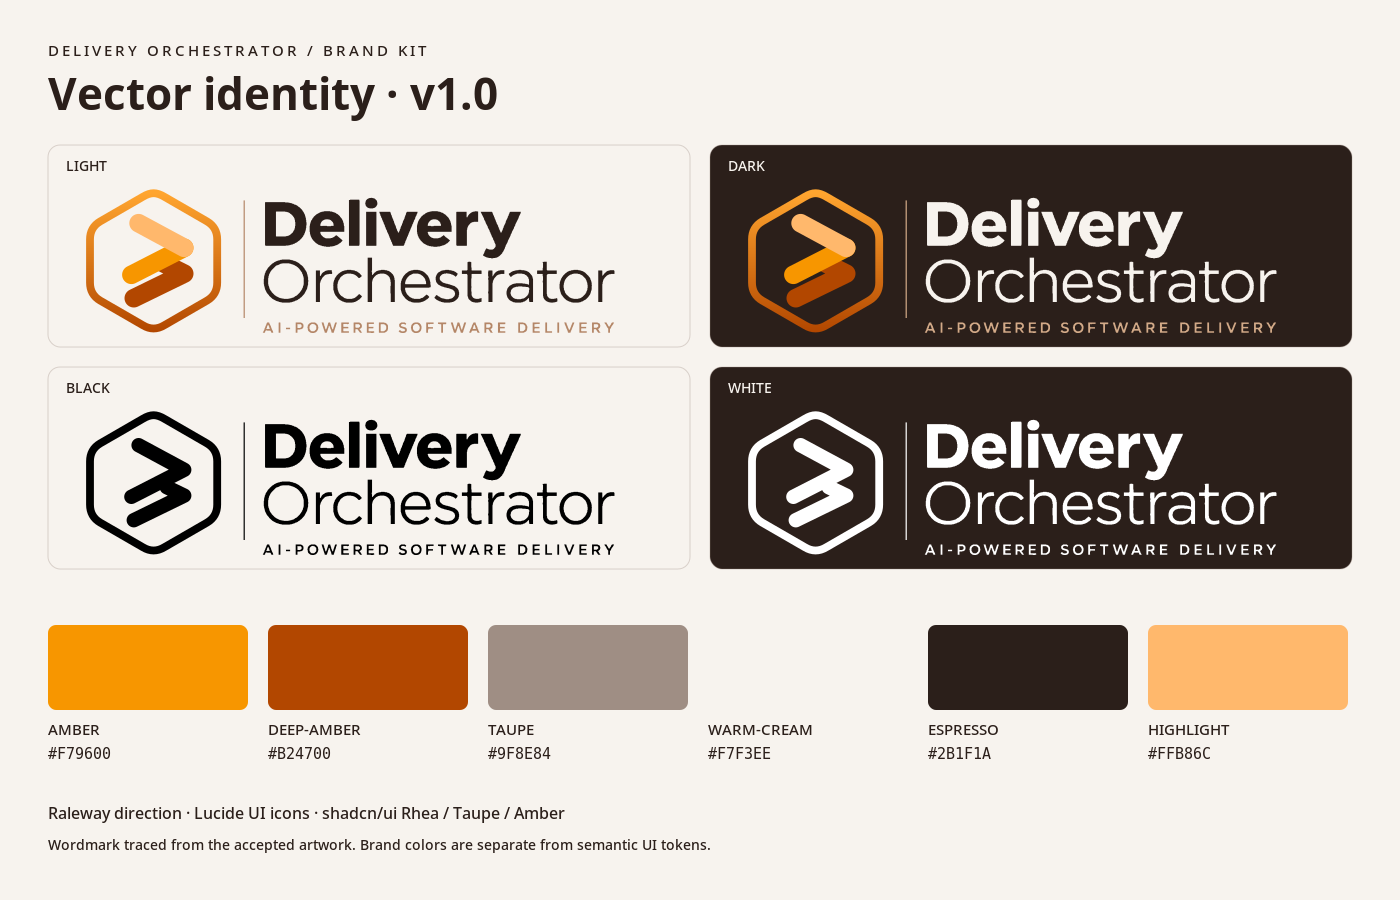 DELIVERY ORCHESTRATOR / BRAND KIT
Vector identity · v1.0
LIGHT
Delivery
Orchestrator
AI-POWERED SOFTWARE DELIVERY
DARK
Delivery
Orchestrator
AI-POWERED SOFTWARE DELIVERY
BLACK
Delivery
Orchestrator
AI-POWERED SOFTWARE DELIVERY
WHITE
Delivery
Orchestrator
AI-POWERED SOFTWARE DELIVERY
AMBER
#F79600
DEEP-AMBER
#B24700
TAUPE
#9F8E84
WARM-CREAM
#F7F3EE
ESPRESSO
#2B1F1A
HIGHLIGHT
#FFB86C
Raleway direction · Lucide UI icons · shadcn/ui Rhea / Taupe / Amber
Wordmark traced from the accepted artwork. Brand colors are separate from semantic UI tokens.